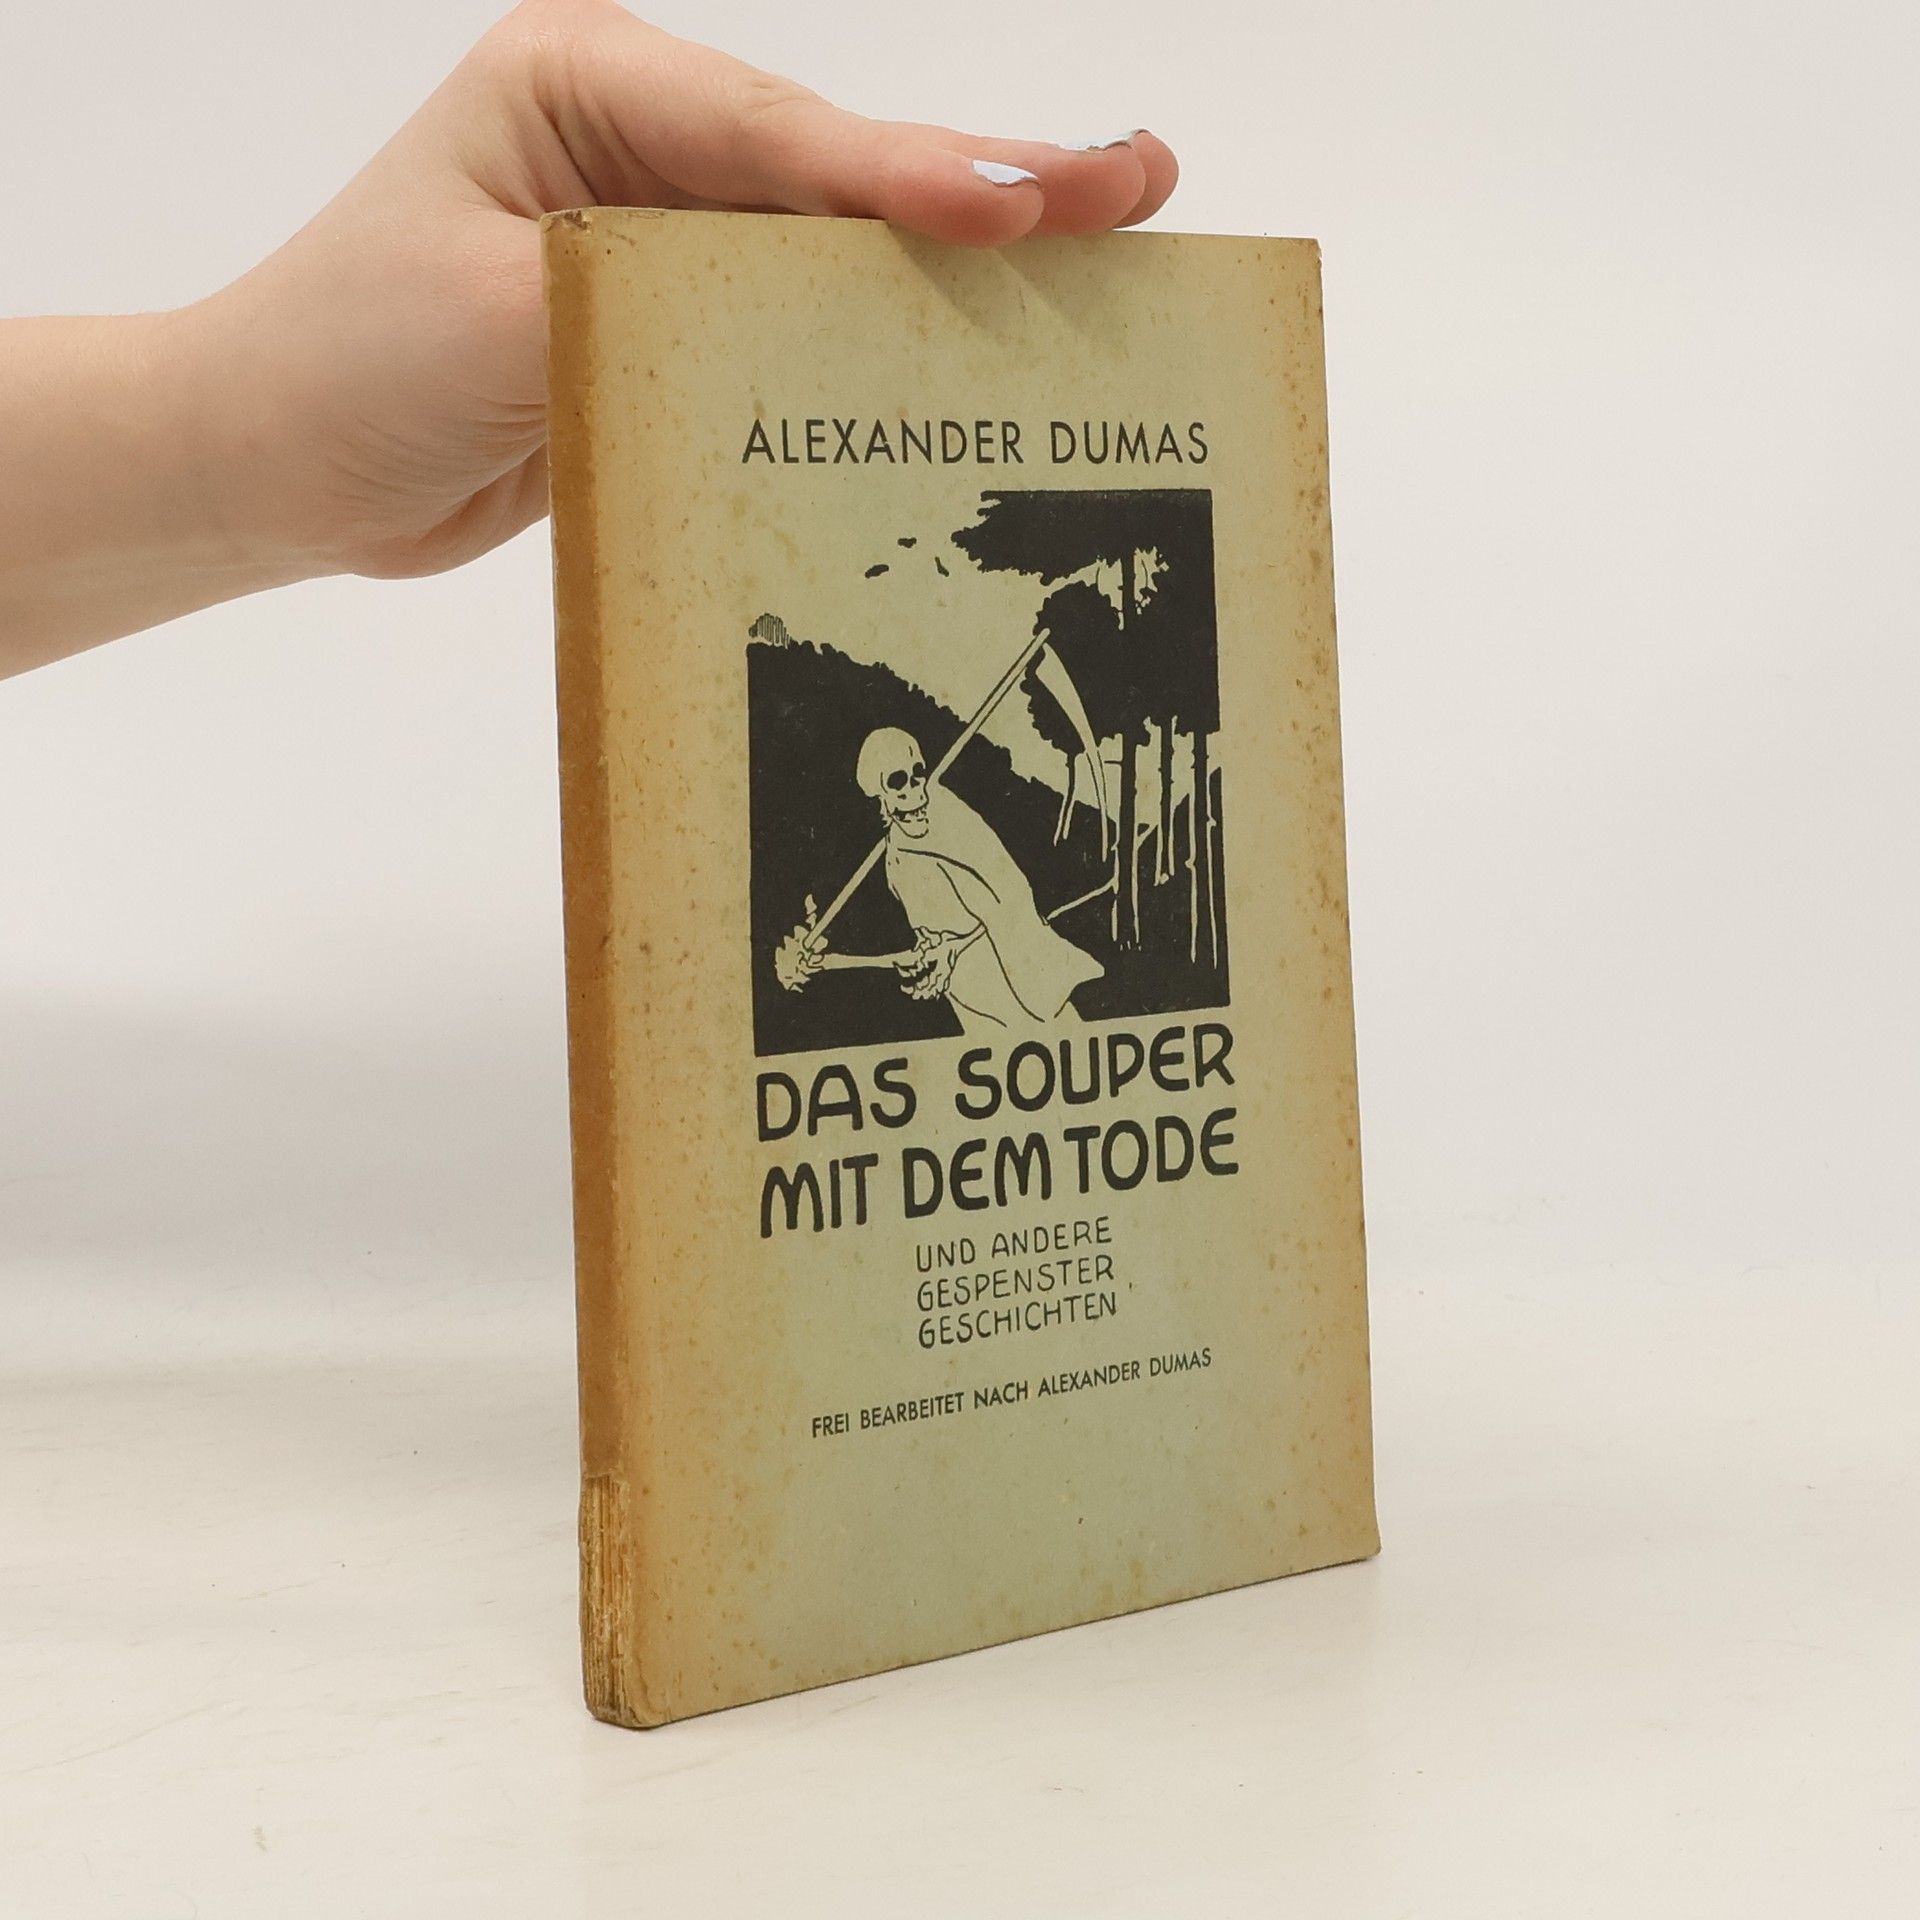 ALEXANDER DUMAS
DAS SOUPER
MIT DEM TODE
UND ANDERE
GESPENSTER
GESCHICHTEN
FREI BEARBEITET NACH ALEXANDER DUMAS